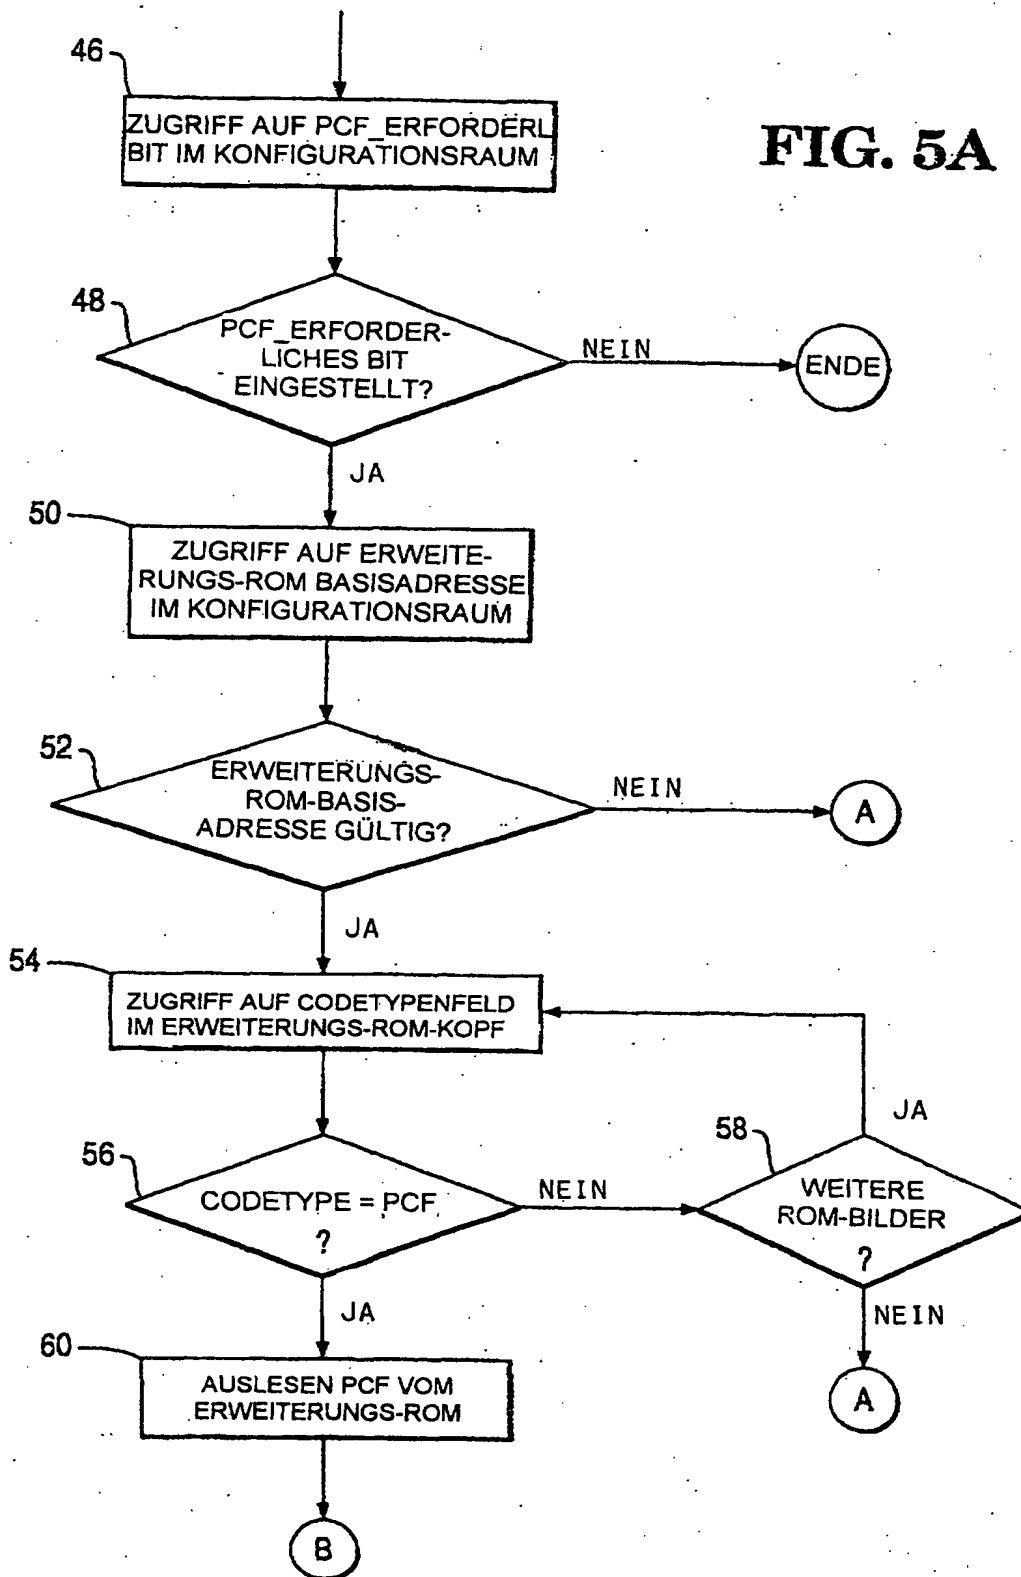 46
ZUGRIFF AUF PCF_ERFORDERL
BIT IM KONFIGURATIONSRAUM
FIG. 5A
48
PCF_ERFORDER-
LICHES BIT
EINGESTELLT?
NEIN
ENDE
JA
50
ZUGRIFF AUF ERWEITE-
RUNGS-ROM BASISADRESSE
IM KONFIGURATIONSRAUM
52
ERWEITERUNGS-
ROM-BASIS-
ADRESSE GÜLTIG?
NEIN
A
JA
54
ZUGRIFF AUF CODETYPENFELD
IM ERWEITERUNGS-ROM-KOPF
JA
56
CODETYPE = PCF
?
NEIN
58
WEITERE
ROM-BILDER
?
JA
NEIN
60
AUSLESEN PCF VOM
ERWEITERUNGS-ROM
A
B